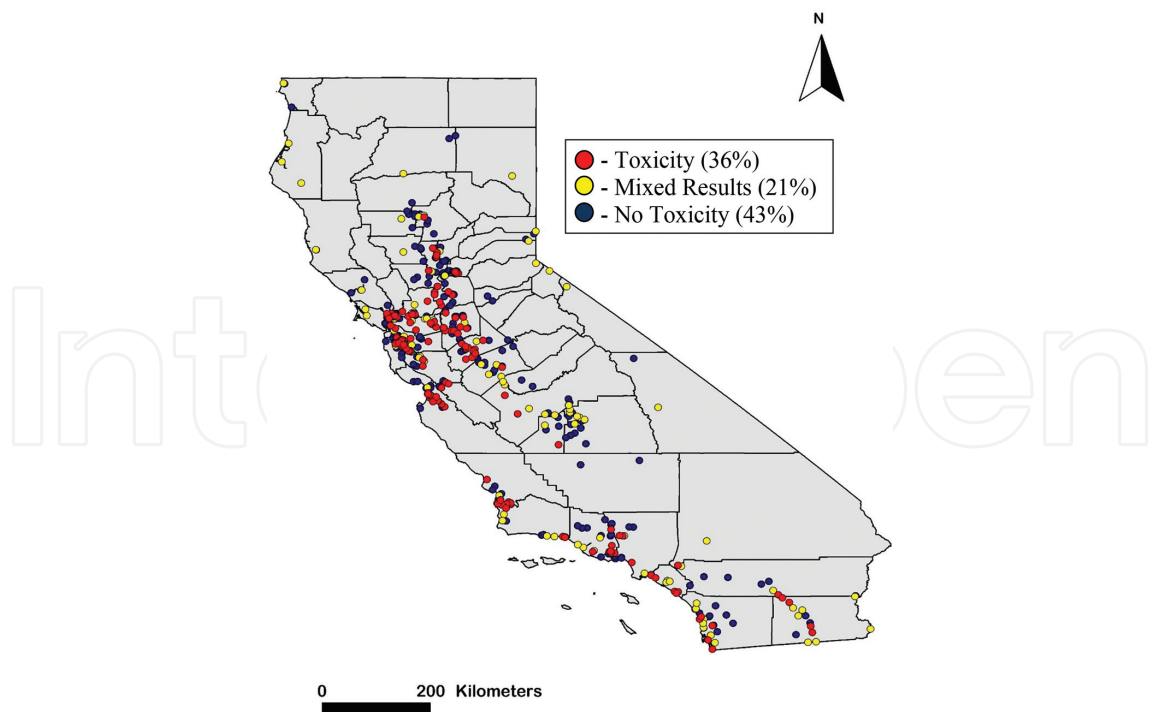 N
- Toxicity (36%)
- Mixed Results (21%)
- No Toxicity (43%)
0 200 Kilometers